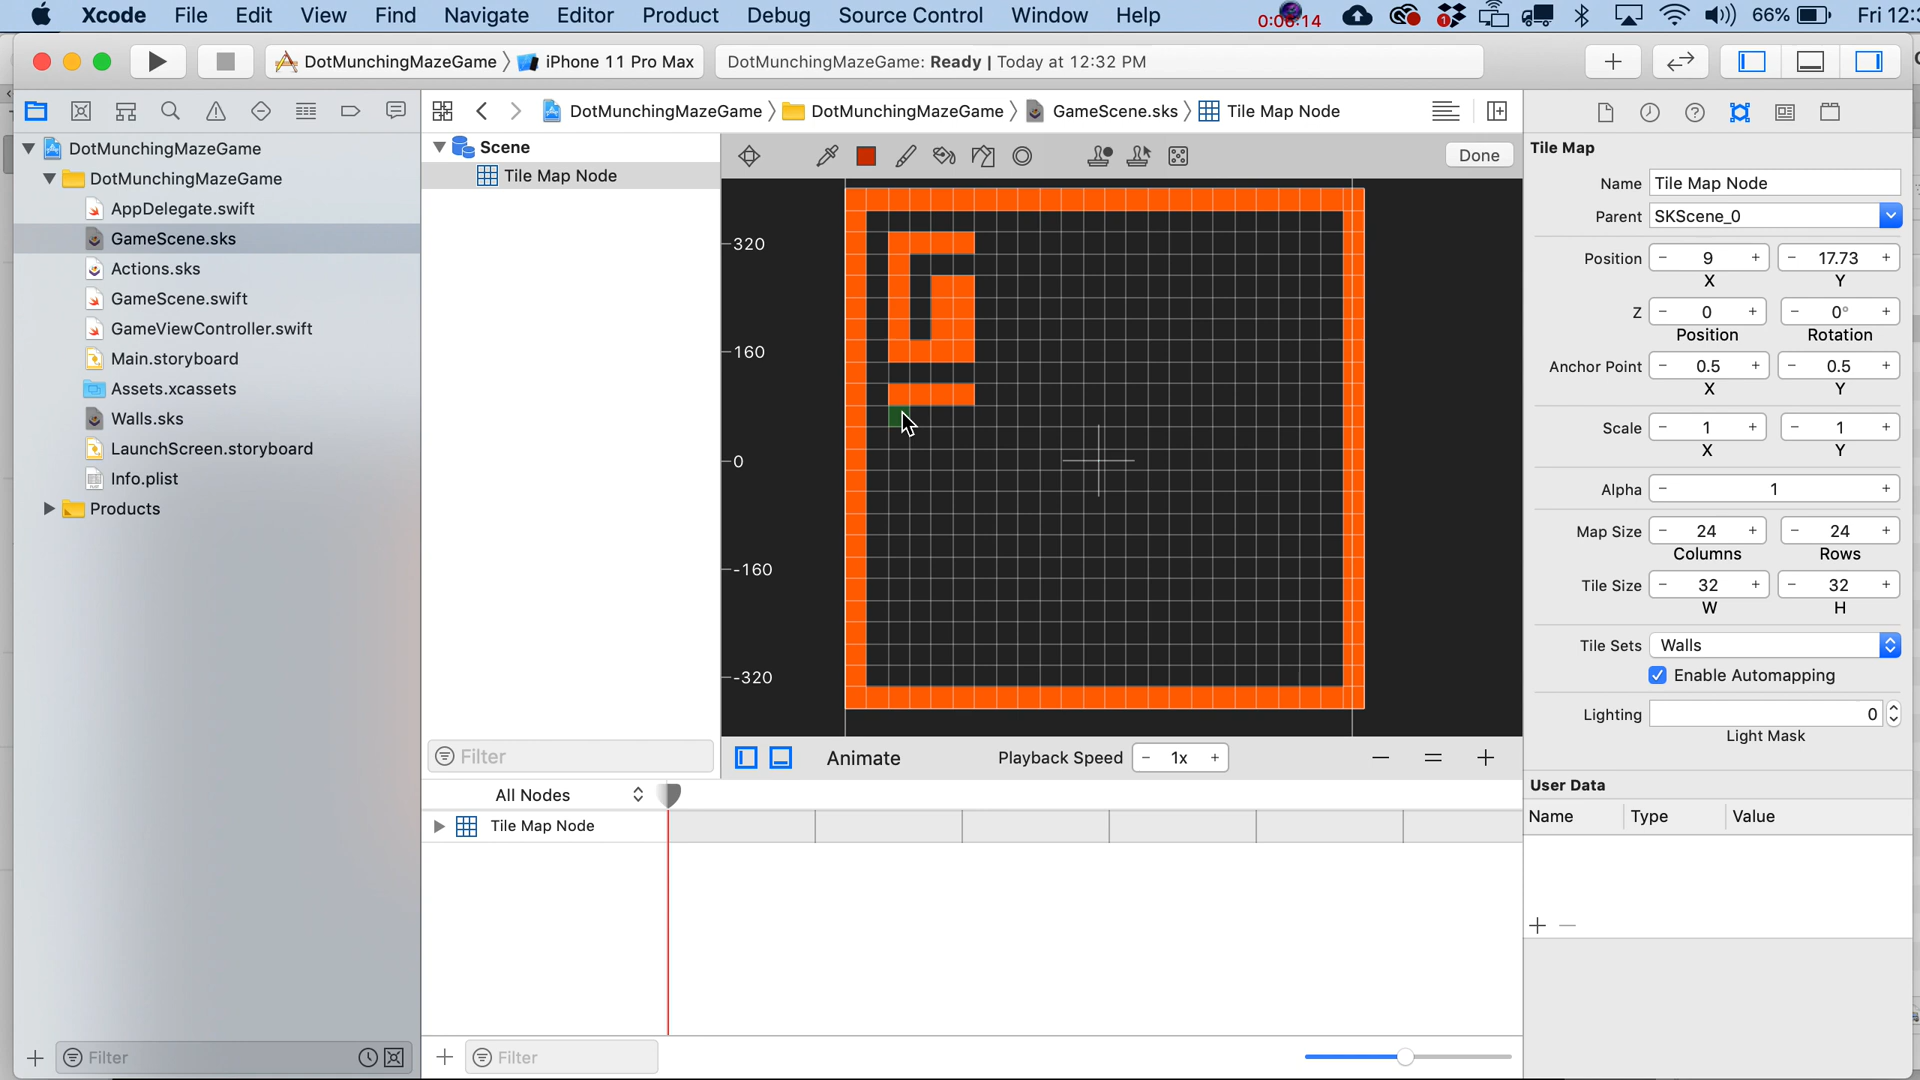 Xcode File Edit View Find Navigate Editor Product Debug Source Control Window Help 0:06:14 1 66% Fri 12:3
DotMunchingMazeGame iPhone 11 Pro Max DotMunchingMazeGame: Ready | Today at 12:32 PM
DotMunchingMazeGame DotMunchingMazeGame GameScene.sks Tile Map Node
DotMunchingMazeGame
DotMunchingMazeGame
AppDelegate.swift
GameScene.sks
Actions.sks
GameScene.swift
GameViewController.swift
Main.storyboard
Assets.xcassets
Walls.sks
LaunchScreen.storyboard
Info.plist
Products
Filter
Scene
Tile Map Node
Filter
Done
320
160
0
-160
-320
Animate Playback Speed - 1x +
All Nodes
Tile Map Node
Filter
Tile Map
Name Tile Map Node
Parent SKScene_0
Position - 9 + - 17.73 +
X Y
Z - 0 + - 0° +
Position Rotation
Anchor Point - 0.5 + - 0.5 +
X Y
Scale - 1 + - 1 +
X Y
Alpha - 1 +
Map Size - 24 + - 24 +
Columns Rows
Tile Size - 32 + - 32 +
W H
Tile Sets Walls
Enable Automapping
Lighting 0
Light Mask
User Data
Name Type Value